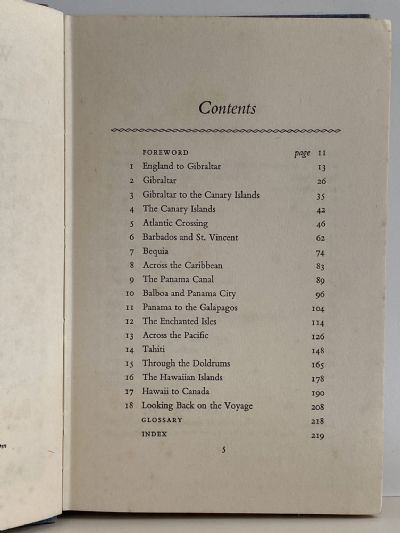 Contents
FOREWORD page 11
1 England to Gibraltar 13
2 Gibraltar 26
3 Gibraltar to the Canary Islands 35
4 The Canary Islands 42
5 Atlantic Crossing 46
6 Barbados and St. Vincent 62
7 Bequia 74
8 Across the Caribbean 83
9 The Panama Canal 89
10 Balboa and Panama City 96
11 Panama to the Galapagos 104
12 The Enchanted Isles 114
13 Across the Pacific 126
14 Tahiti 148
15 Through the Doldrums 165
16 The Hawaiian Islands 178
17 Hawaii to Canada 190
18 Looking Back on the Voyage 208
GLOSSARY 218
INDEX 219
5